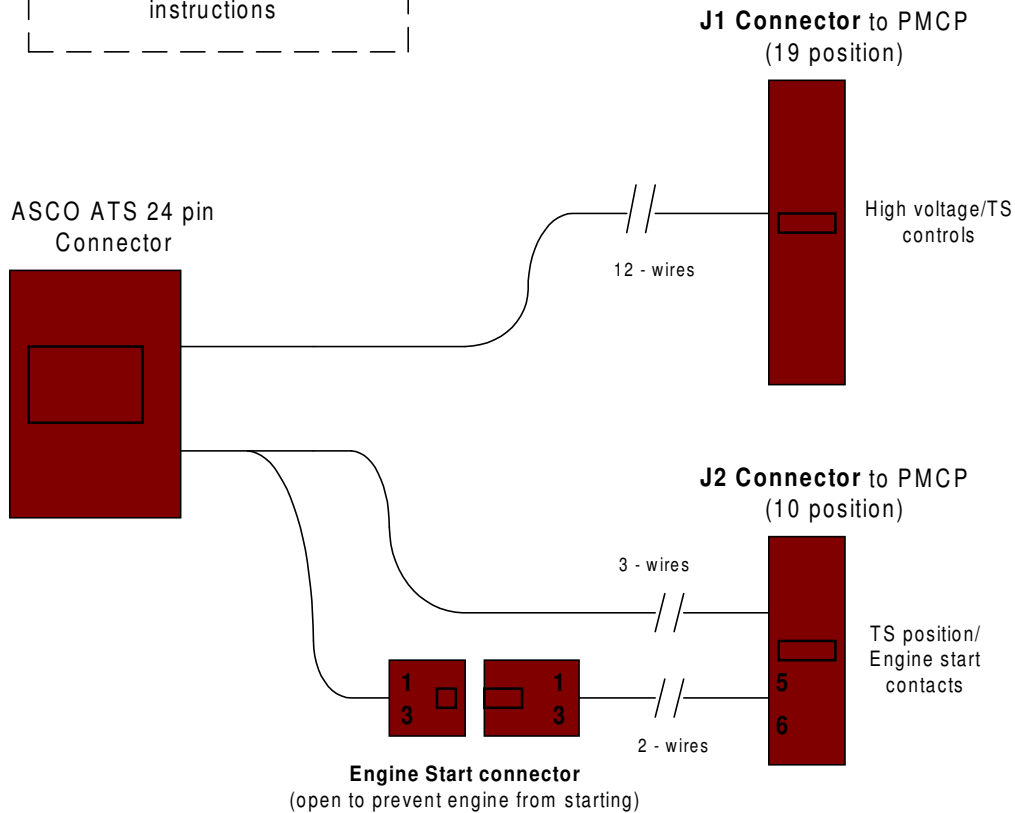 instructions
J1 Connector to PMCP
(19 position)
ASCO ATS 24 pin
Connector
High voltage/TS
controls
12 - wires
J2 Connector to PMCP
(10 position)
3 - wires
TS position/
Engine start
contacts
1
3
1
3
5
6
2 - wires
Engine Start connector
(open to prevent engine from starting)